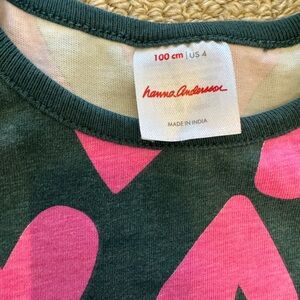 100 cm | US 4
hanna andersson
MADE IN INDIA